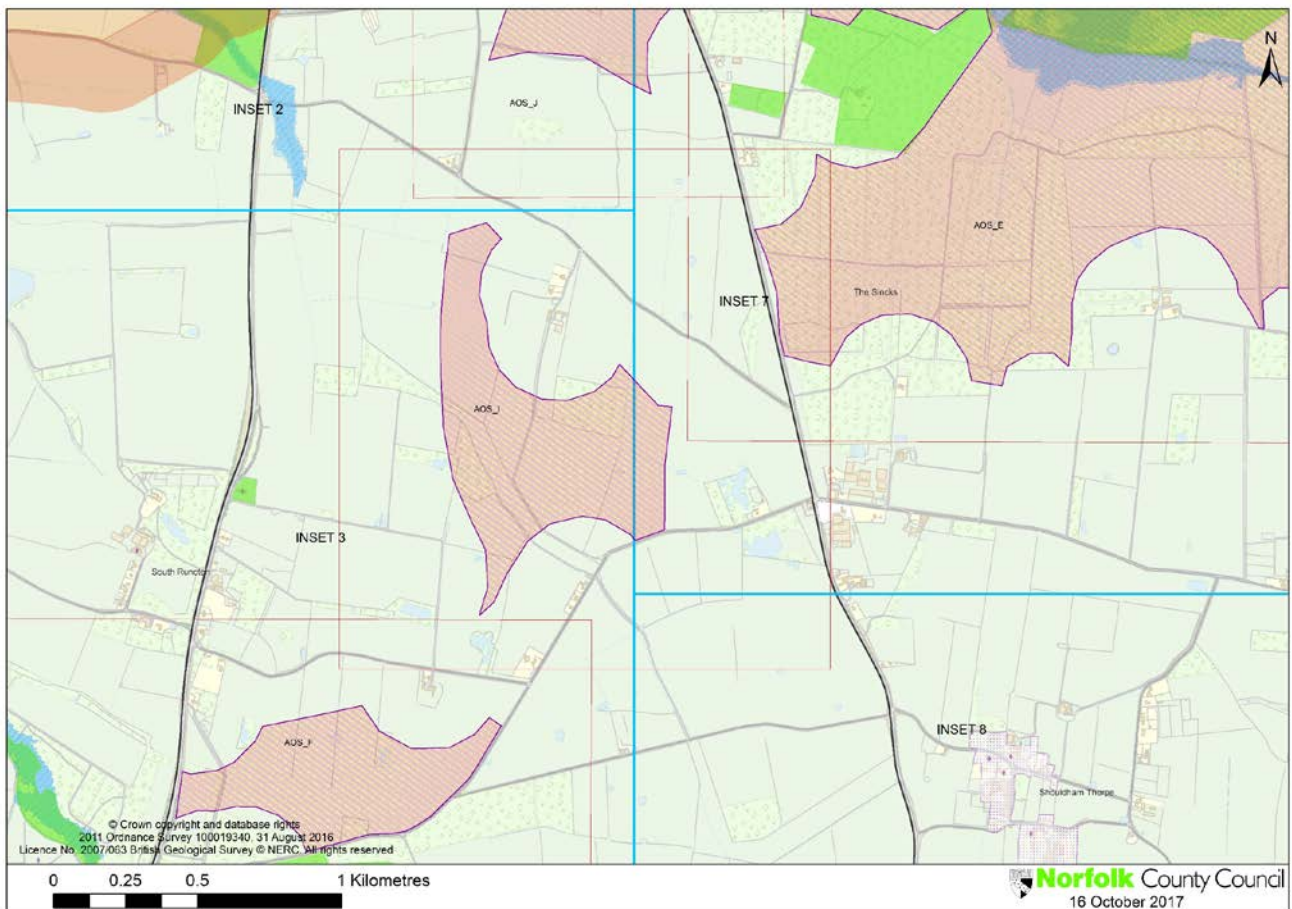 N
INSET 2
AOS_J
AOS_E
INSET 7
The Slacks
AOS_I
INSET 3
South Runcton
INSET 8
Shouldham Thorpe
AOS_F
© Crown copyright and database rights
2011 Ordnance Survey 100019340, 31 August 2016
Licence No. 2007/063 British Geological Survey © NERC. All rights reserved
0 0.25 0.5 1 Kilometres
Norfolk County Council
16 October 2017